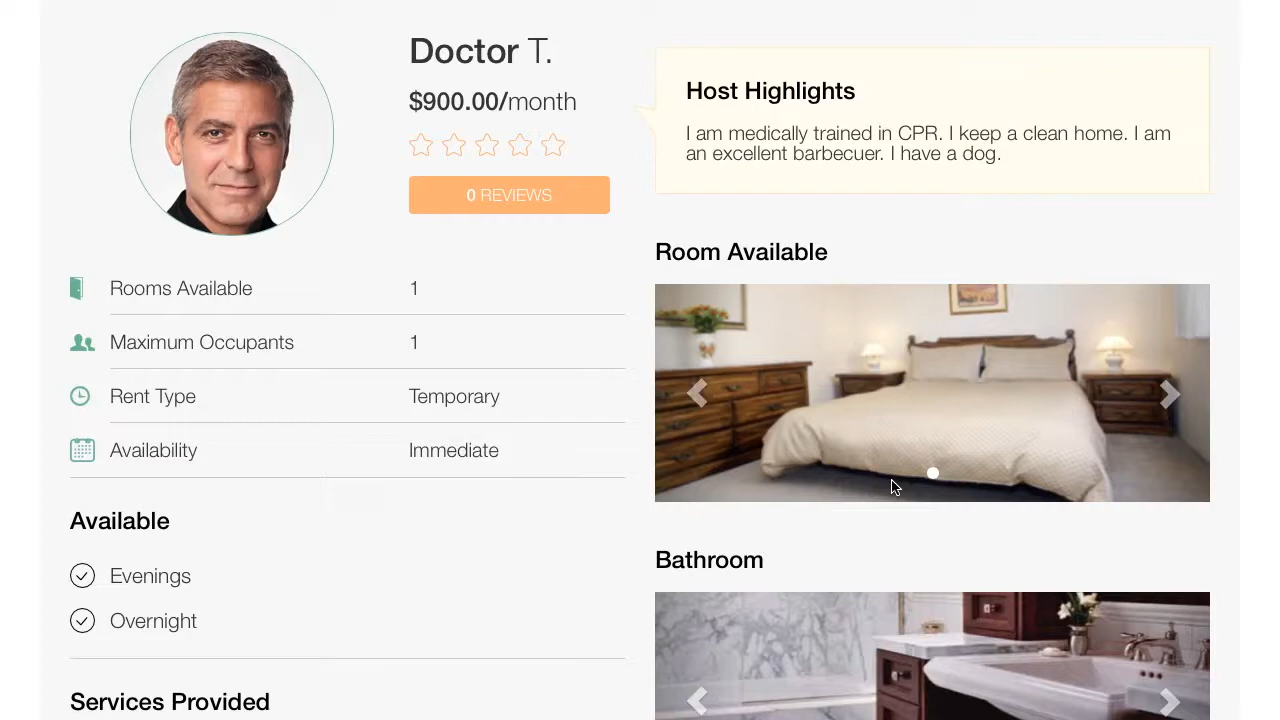 Doctor T.
$900.00/month
0 REVIEWS
Host Highlights
I am medically trained in CPR. I keep a clean home. I am
an excellent barbecuer. I have a dog.
Rooms Available 1
Maximum Occupants 1
Rent Type Temporary
Availability Immediate
Available
Evenings
Overnight
Services Provided
Room Available
Bathroom